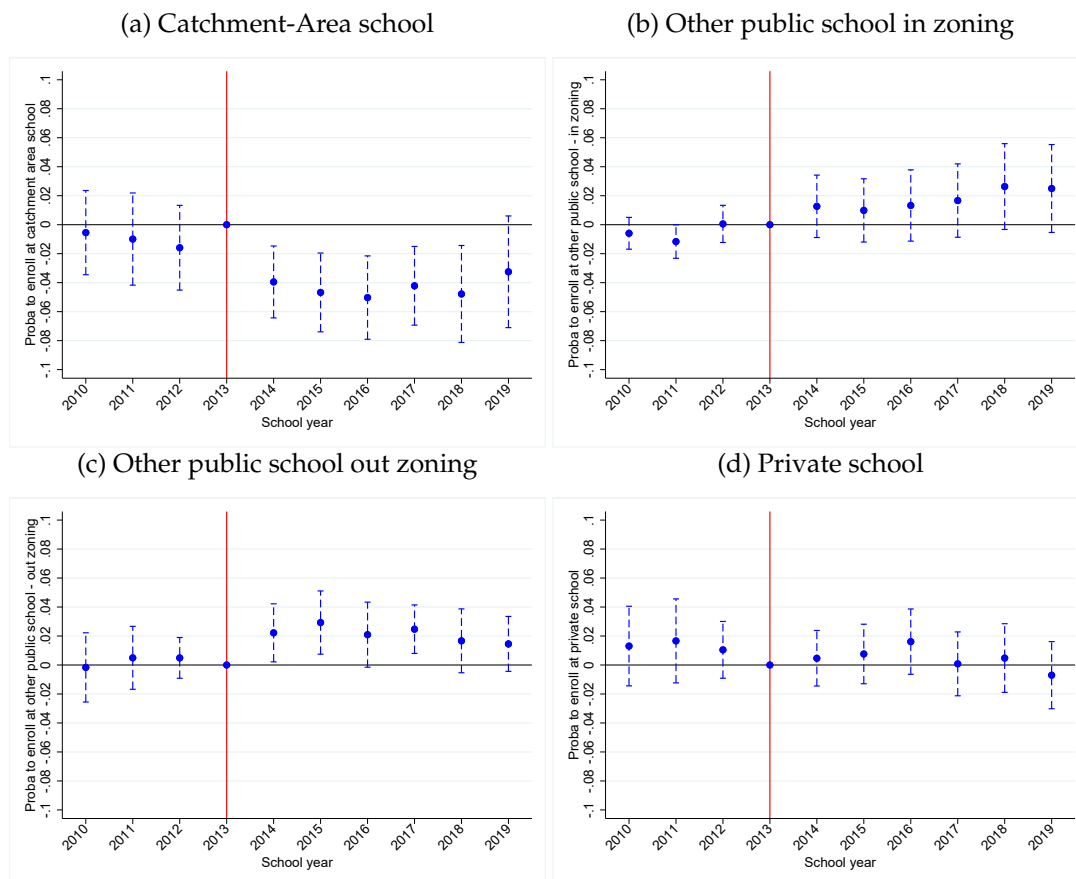 (a) Catchment-Area school
Proba to enroll at catchment area school
.1
.08
.06
.04
.02
0
-.02
-.04
-.06
-.08
-.1
2010 2011 2012 2013 2014 2015 2016 2017 2018 2019
School year
(b) Other public school in zoning
Proba to enroll at other public school - in zoning
.1
.08
.06
.04
.02
0
-.02
-.04
-.06
-.08
-.1
2010 2011 2012 2013 2014 2015 2016 2017 2018 2019
School year
(c) Other public school out zoning
Proba to enroll at other public school - out zoning
.1
.08
.06
.04
.02
0
-.02
-.04
-.06
-.08
-.1
2010 2011 2012 2013 2014 2015 2016 2017 2018 2019
School year
(d) Private school
Proba to enroll at private school
.1
.08
.06
.04
.02
0
-.02
-.04
-.06
-.08
-.1
2010 2011 2012 2013 2014 2015 2016 2017 2018 2019
School year